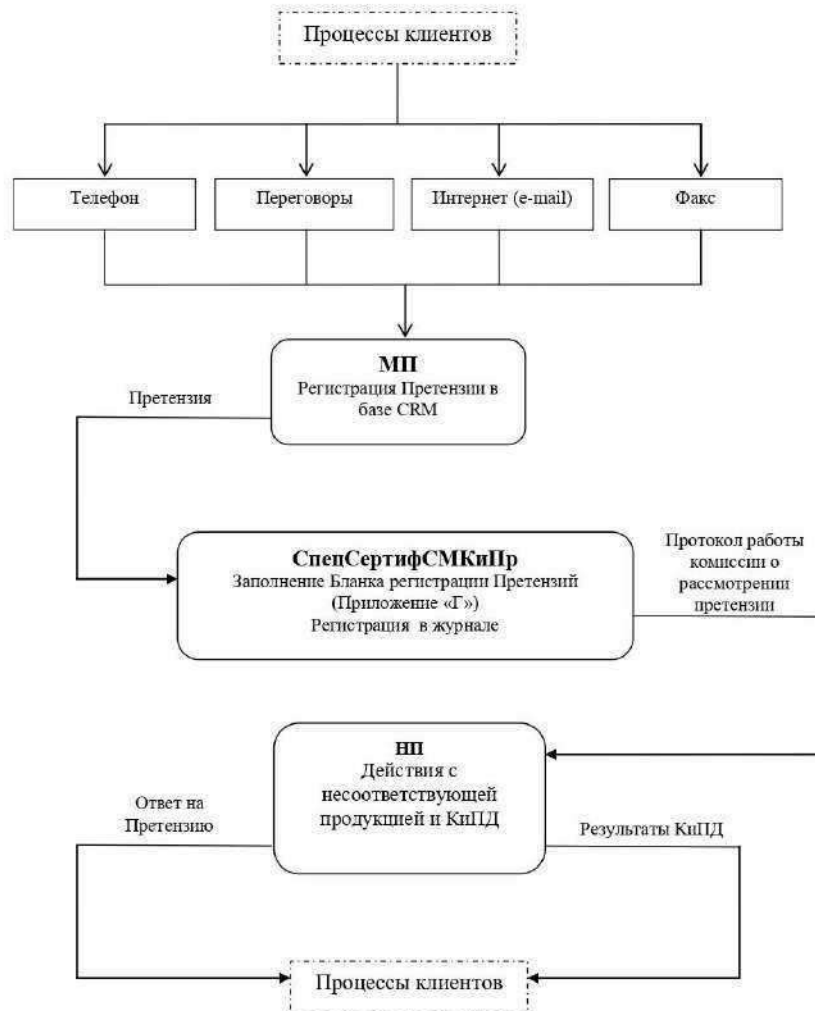 Процессы клиентов
Телефон
Переговоры
Интернет (e-mail)
Факс
МП
Регистрация Претензии в
базе CRM
Претензия
СпецСертифСМКиПр
Заполнение Бланка регистрации Претензий
(Приложение «Г»)
Регистрация в журнале
Протокол работы
комиссии о
рассмотрении
претензии
НП
Действия с
несоответствующей
продукцией и КиПД
Ответ на
Претензию
Результаты КиПД
Процессы клиентов